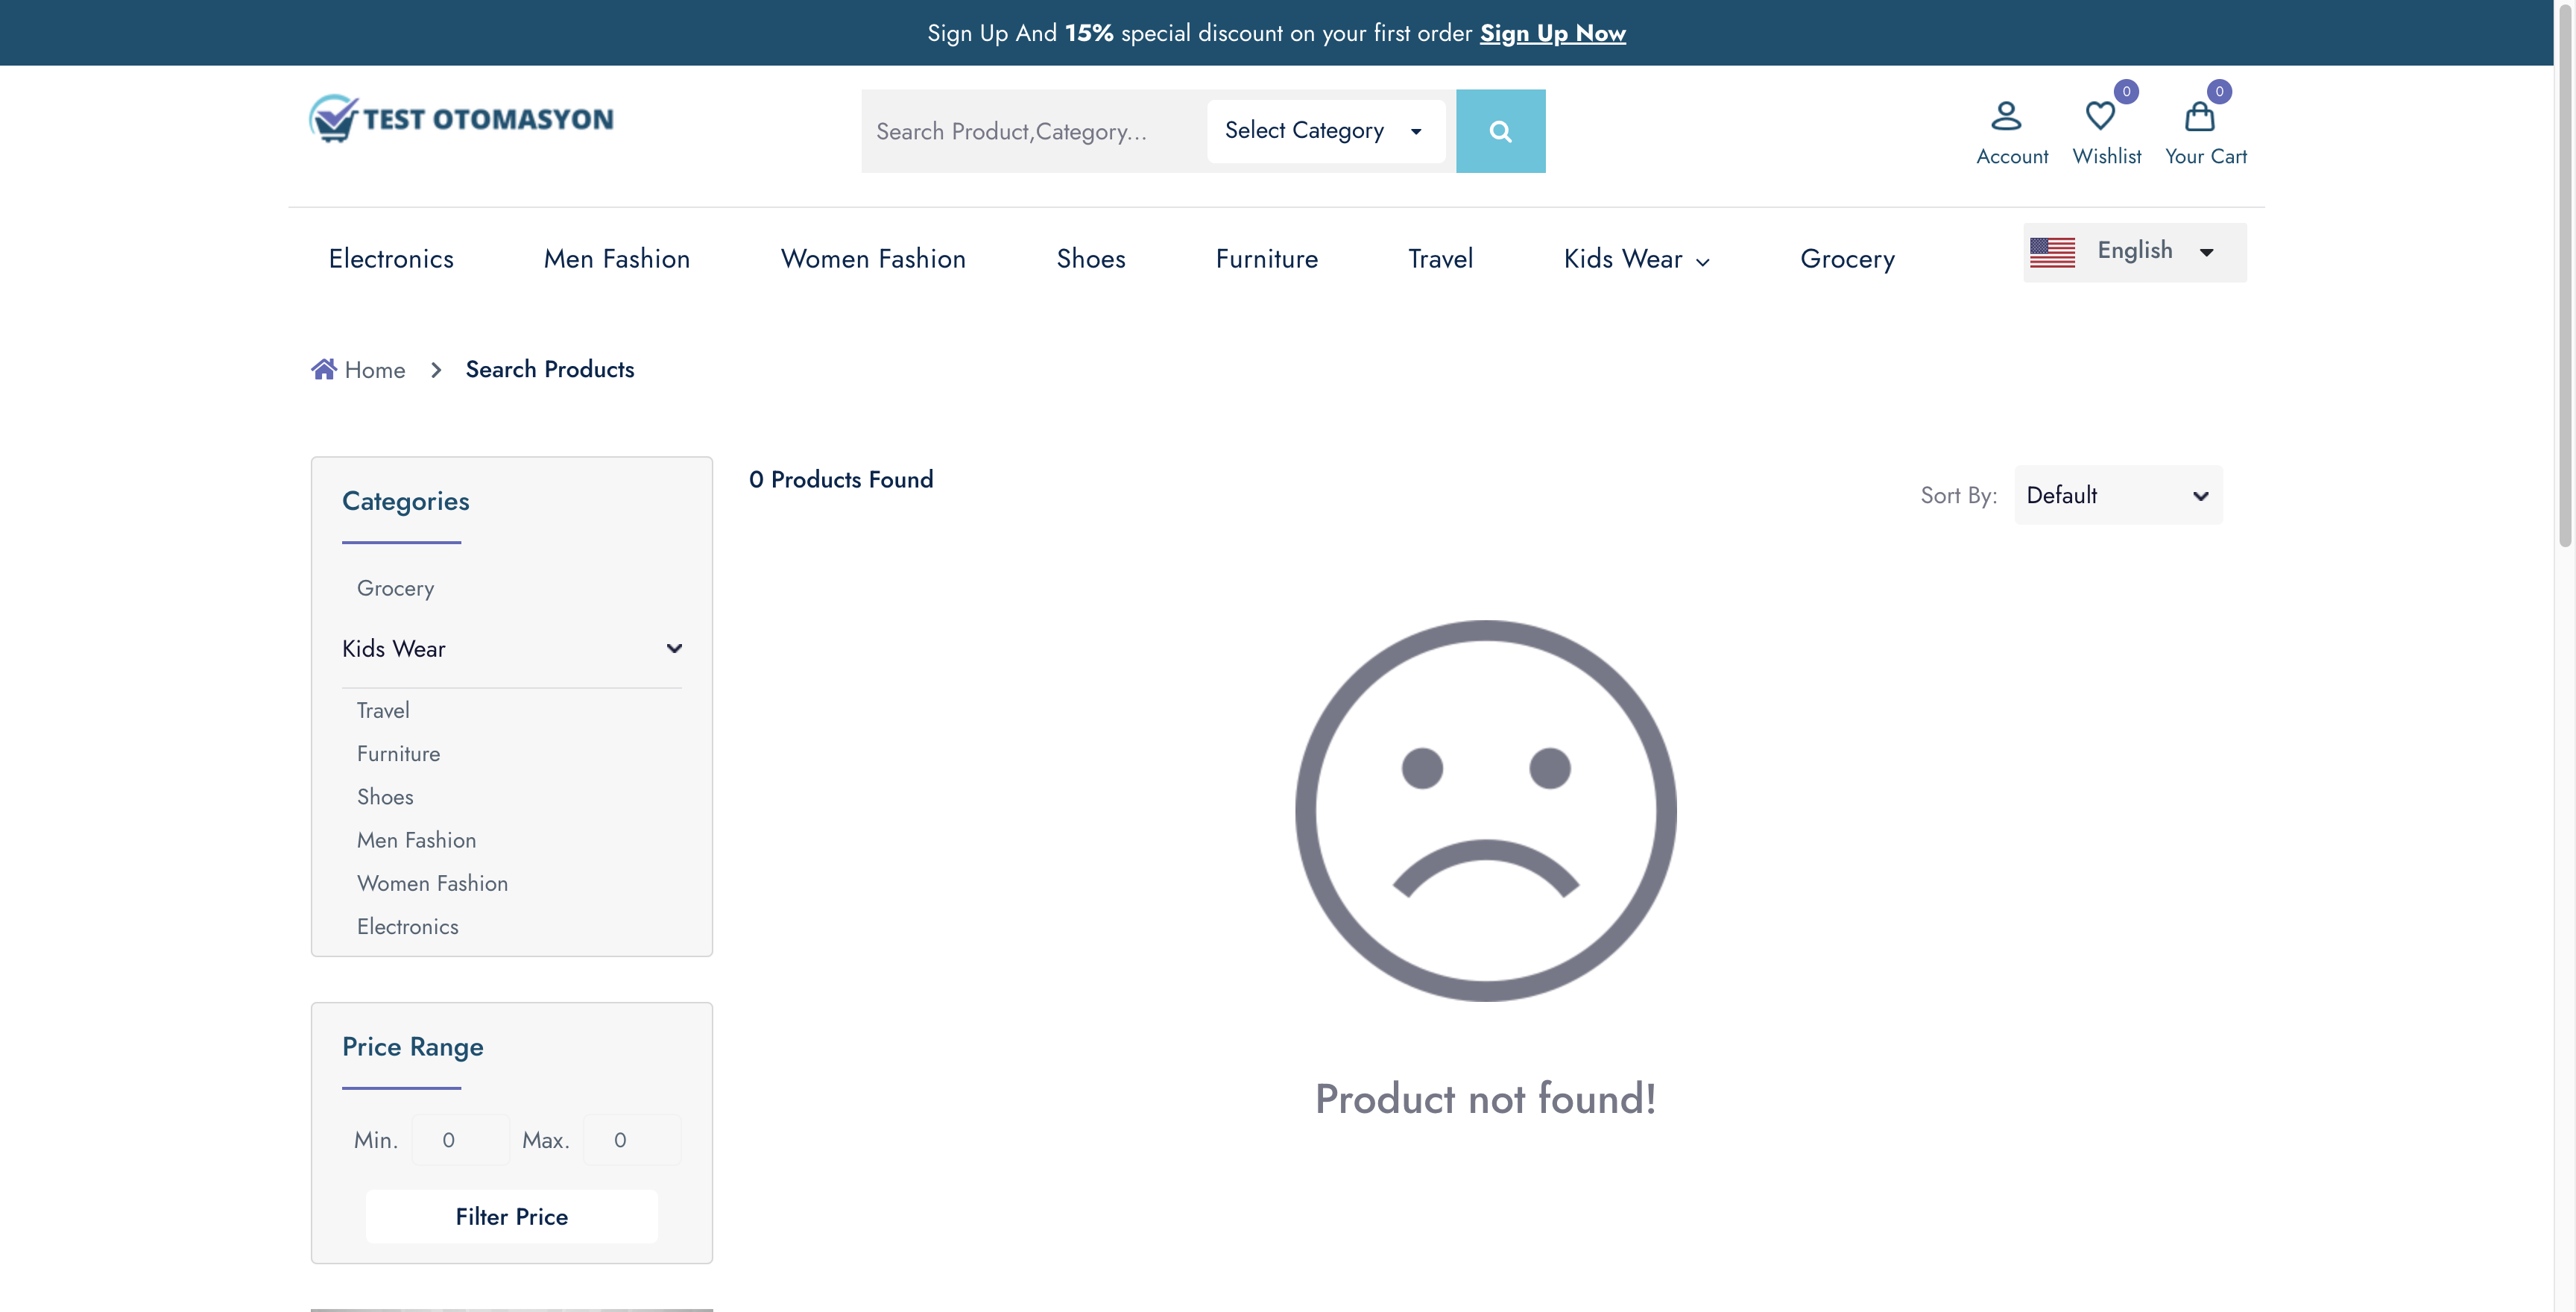 Sign Up And 15% special discount on your first order Sign Up Now
TEST OTOMASYON
Search Product,Category...
Select Category
0
0
Account
Wishlist
Your Cart
Electronics
Men Fashion
Women Fashion
Shoes
Furniture
Travel
Kids Wear
Grocery
English
Home
Search Products
Categories
Grocery
Kids Wear
Travel
Furniture
Shoes
Men Fashion
Women Fashion
Electronics
0 Products Found
Sort By:
Default
Product not found!
Price Range
Min.
0
Max.
0
Filter Price